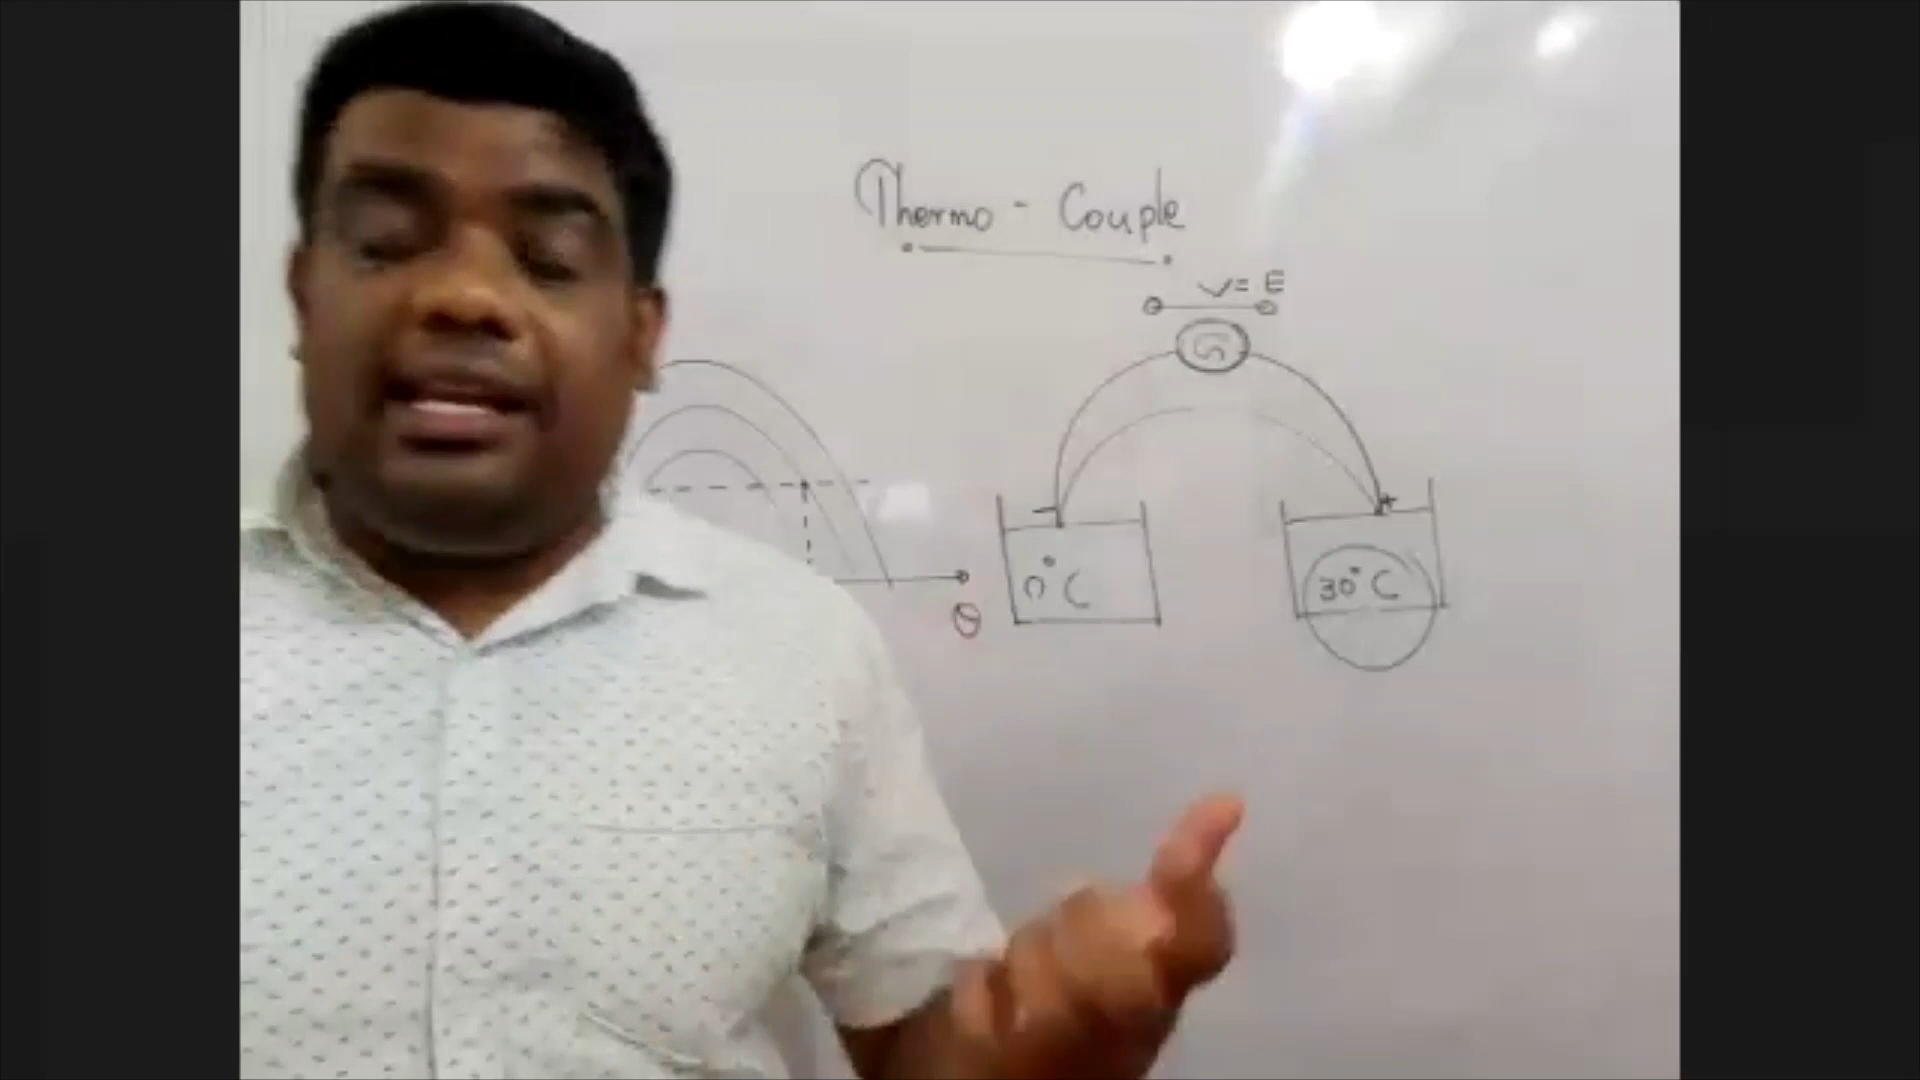 Thermo - Couple
V = E
G
- +
0°C 30°C
θ